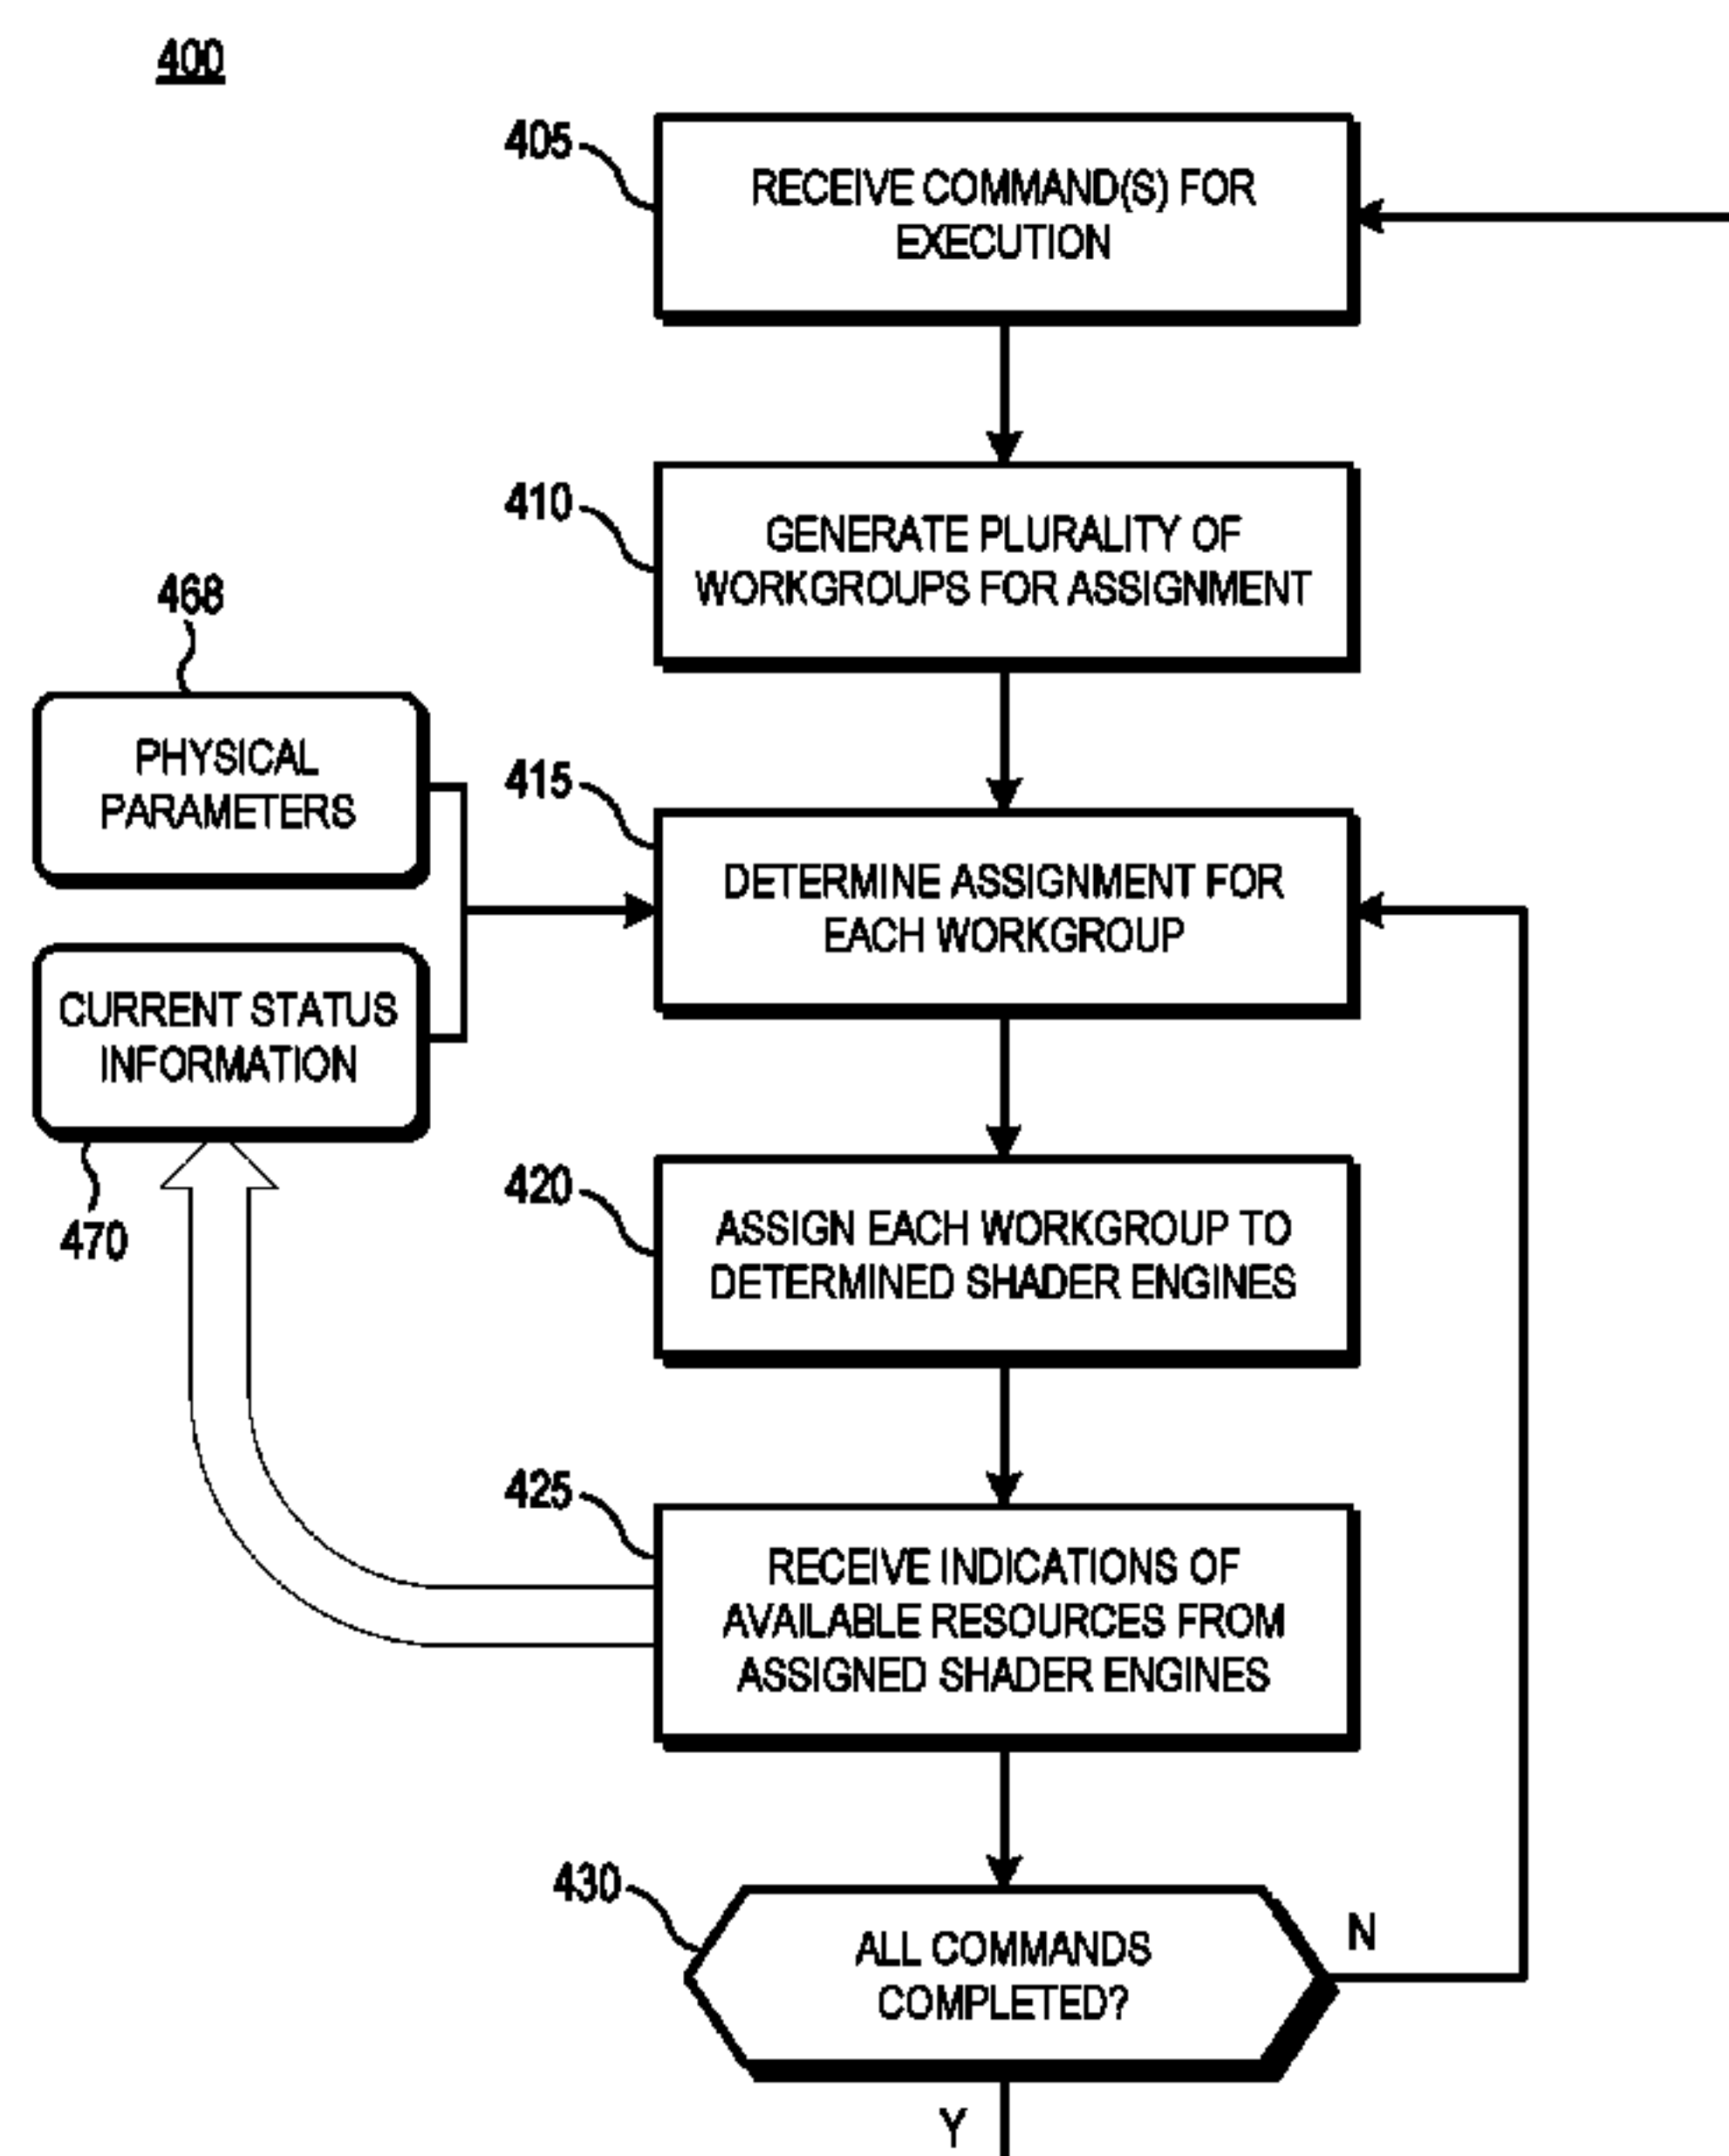 400
405
RECEIVE COMMAND(S) FOR
EXECUTION
410
GENERATE PLURALITY OF
WORKGROUPS FOR ASSIGNMENT
468
PHYSICAL
PARAMETERS
415
DETERMINE ASSIGNMENT FOR
EACH WORKGROUP
CURRENT STATUS
INFORMATION
470
420
ASSIGN EACH WORKGROUP TO
DETERMINED SHADER ENGINES
425
RECEIVE INDICATIONS OF
AVAILABLE RESOURCES FROM
ASSIGNED SHADER ENGINES
430
ALL COMMANDS
COMPLETED?
N
Y